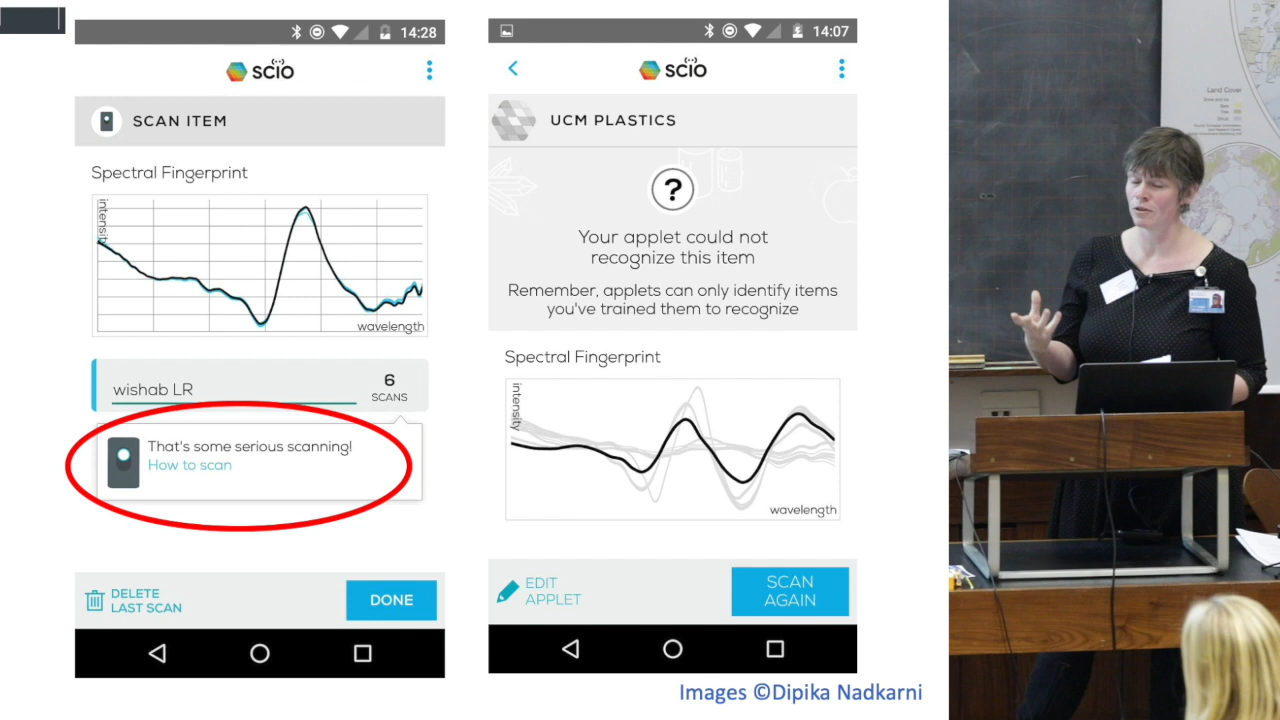 14:28
SCIO
SCAN ITEM
Spectral Fingerprint
intensity
wavelength
wishab LR
6
SCANS
That's some serious scanning!
How to scan
DELETE
LAST SCAN
DONE
14:07
SCIO
UCM PLASTICS
?
Your applet could not
recognize this item
Remember, applets can only identify items
you've trained them to recognize
Spectral Fingerprint
intensity
wavelength
EDIT
APPLET
SCAN
AGAIN
Images ©Dipika Nadkarni
Land Cover